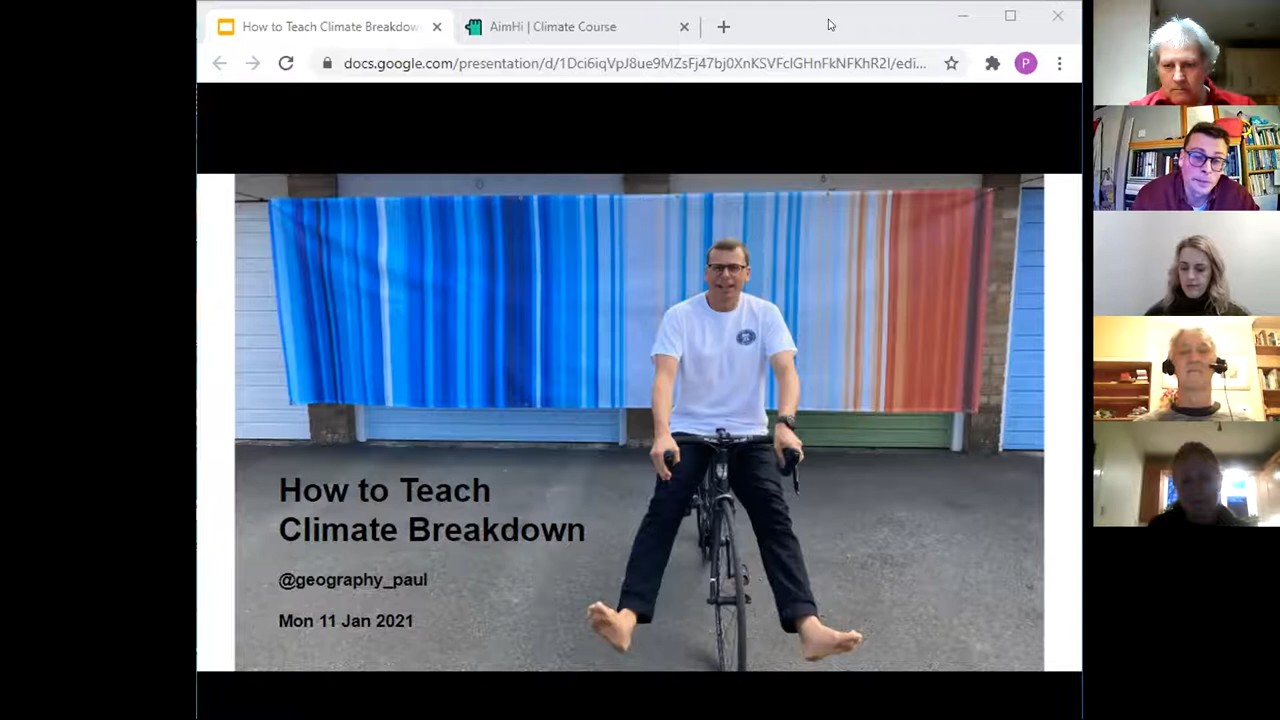 How to Teach Climate Breakdow
AimHi | Climate Course
docs.google.com/presentation/d/1Dci6iqVpJ8ue9MZsFj47bj0XnKSVFclGHnFkNFKhR2I/edi...
P
How to Teach
Climate Breakdown
@geography_paul
Mon 11 Jan 2021